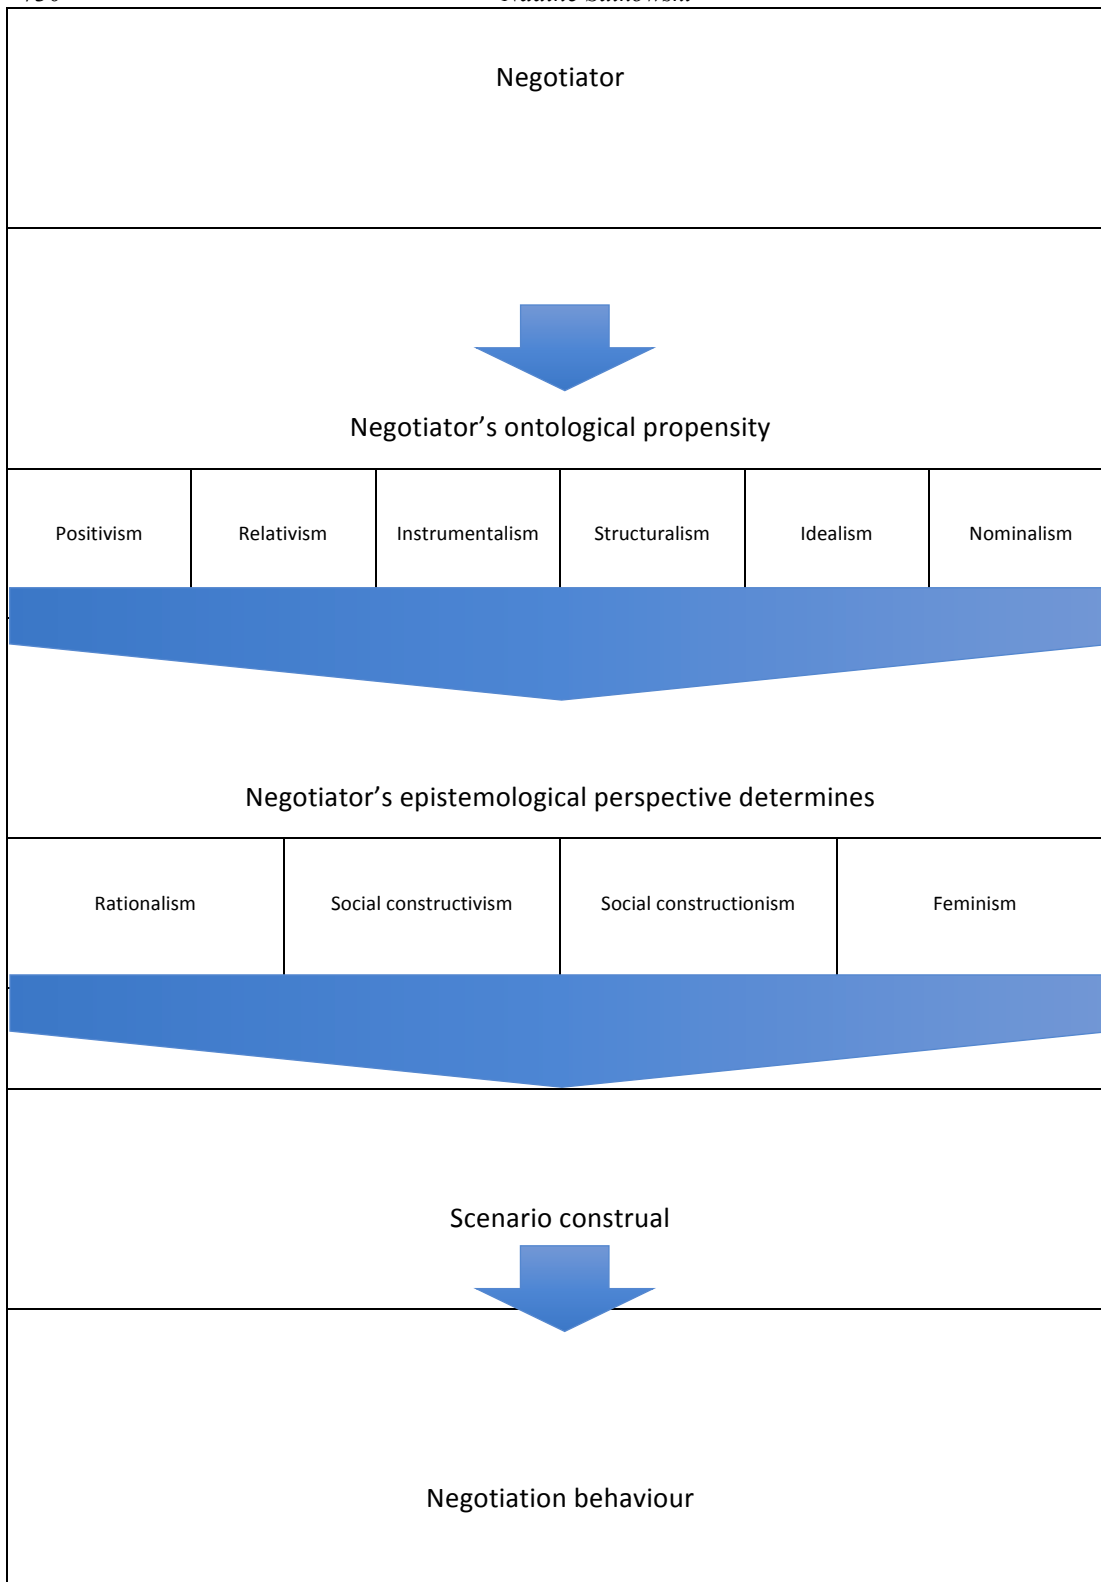 Negotiator
Negotiator's ontological propensity
Positivism
Relativism
Instrumentalism
Structuralism
Idealism
Nominalism
Negotiator's epistemological perspective determines
Rationalism
Social constructivism
Social constructionism
Feminism
Scenario construal
Negotiation behaviour